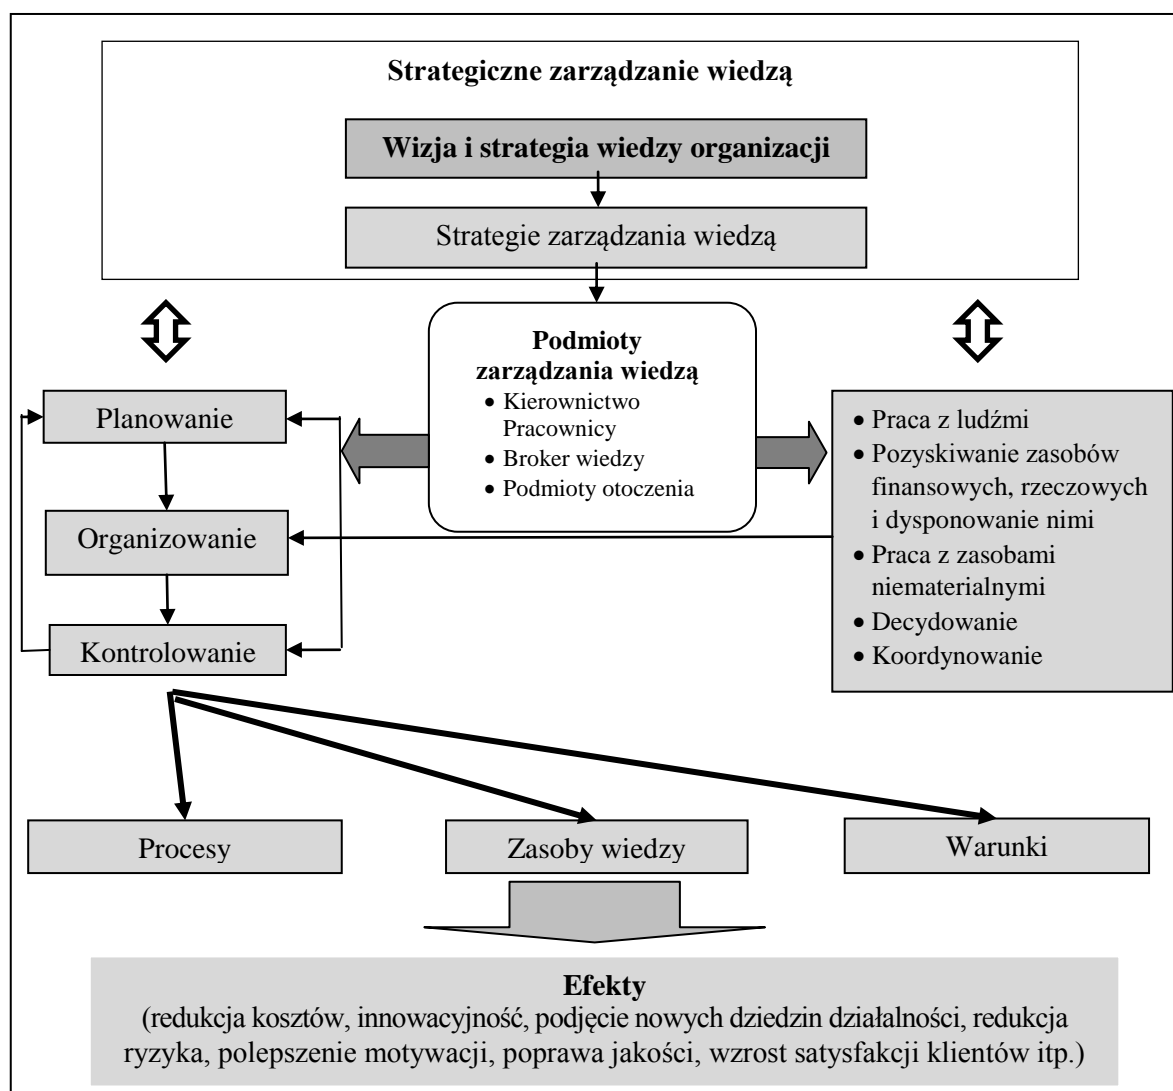 Strategiczne zarządzanie wiedzą
Wizja i strategia wiedzy organizacji
Strategie zarządzania wiedzą
Podmioty
zarządzania wiedzą
• Kierownictwo
Pracownicy
• Broker wiedzy
• Podmioty otoczenia
Planowanie
Organizowanie
Kontrolowanie
• Praca z ludźmi
• Pozyskiwanie zasobów
finansowych, rzeczowych
i dysponowanie nimi
• Praca z zasobami
niematerialnymi
• Decydowanie
• Koordynowanie
Procesy
Zasoby wiedzy
Warunki
Efekty
(redukcja kosztów, innowacyjność, podjęcie nowych dziedzin działalności, redukcja
ryzyka, polepszenie motywacji, poprawa jakości, wzrost satysfakcji klientów itp.)